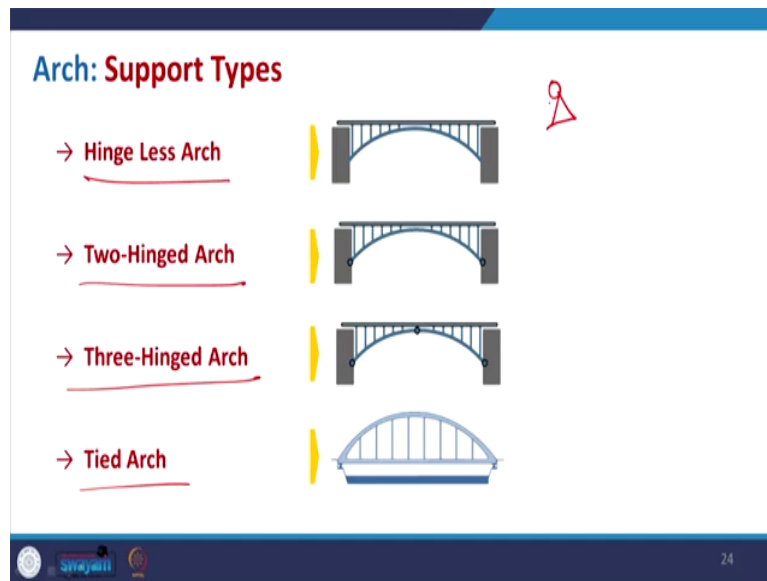 Arch: Support Types
→ Hinge Less Arch
→ Two-Hinged Arch
→ Three-Hinged Arch
→ Tied Arch
swayam
24